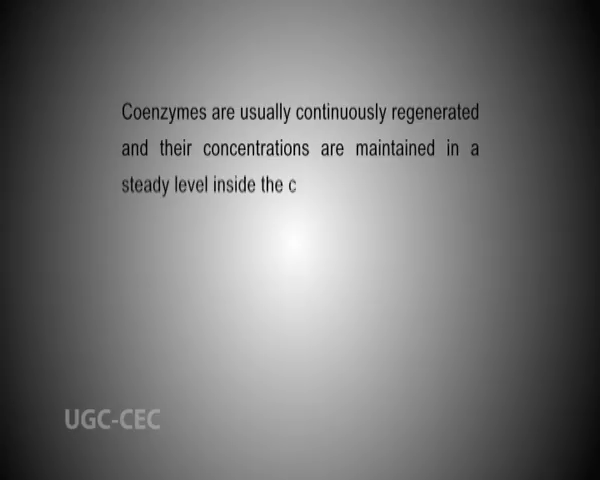 Coenzymes are usually continuously regenerated
and their concentrations are maintained in a
steady level inside the c
UGC-CEC